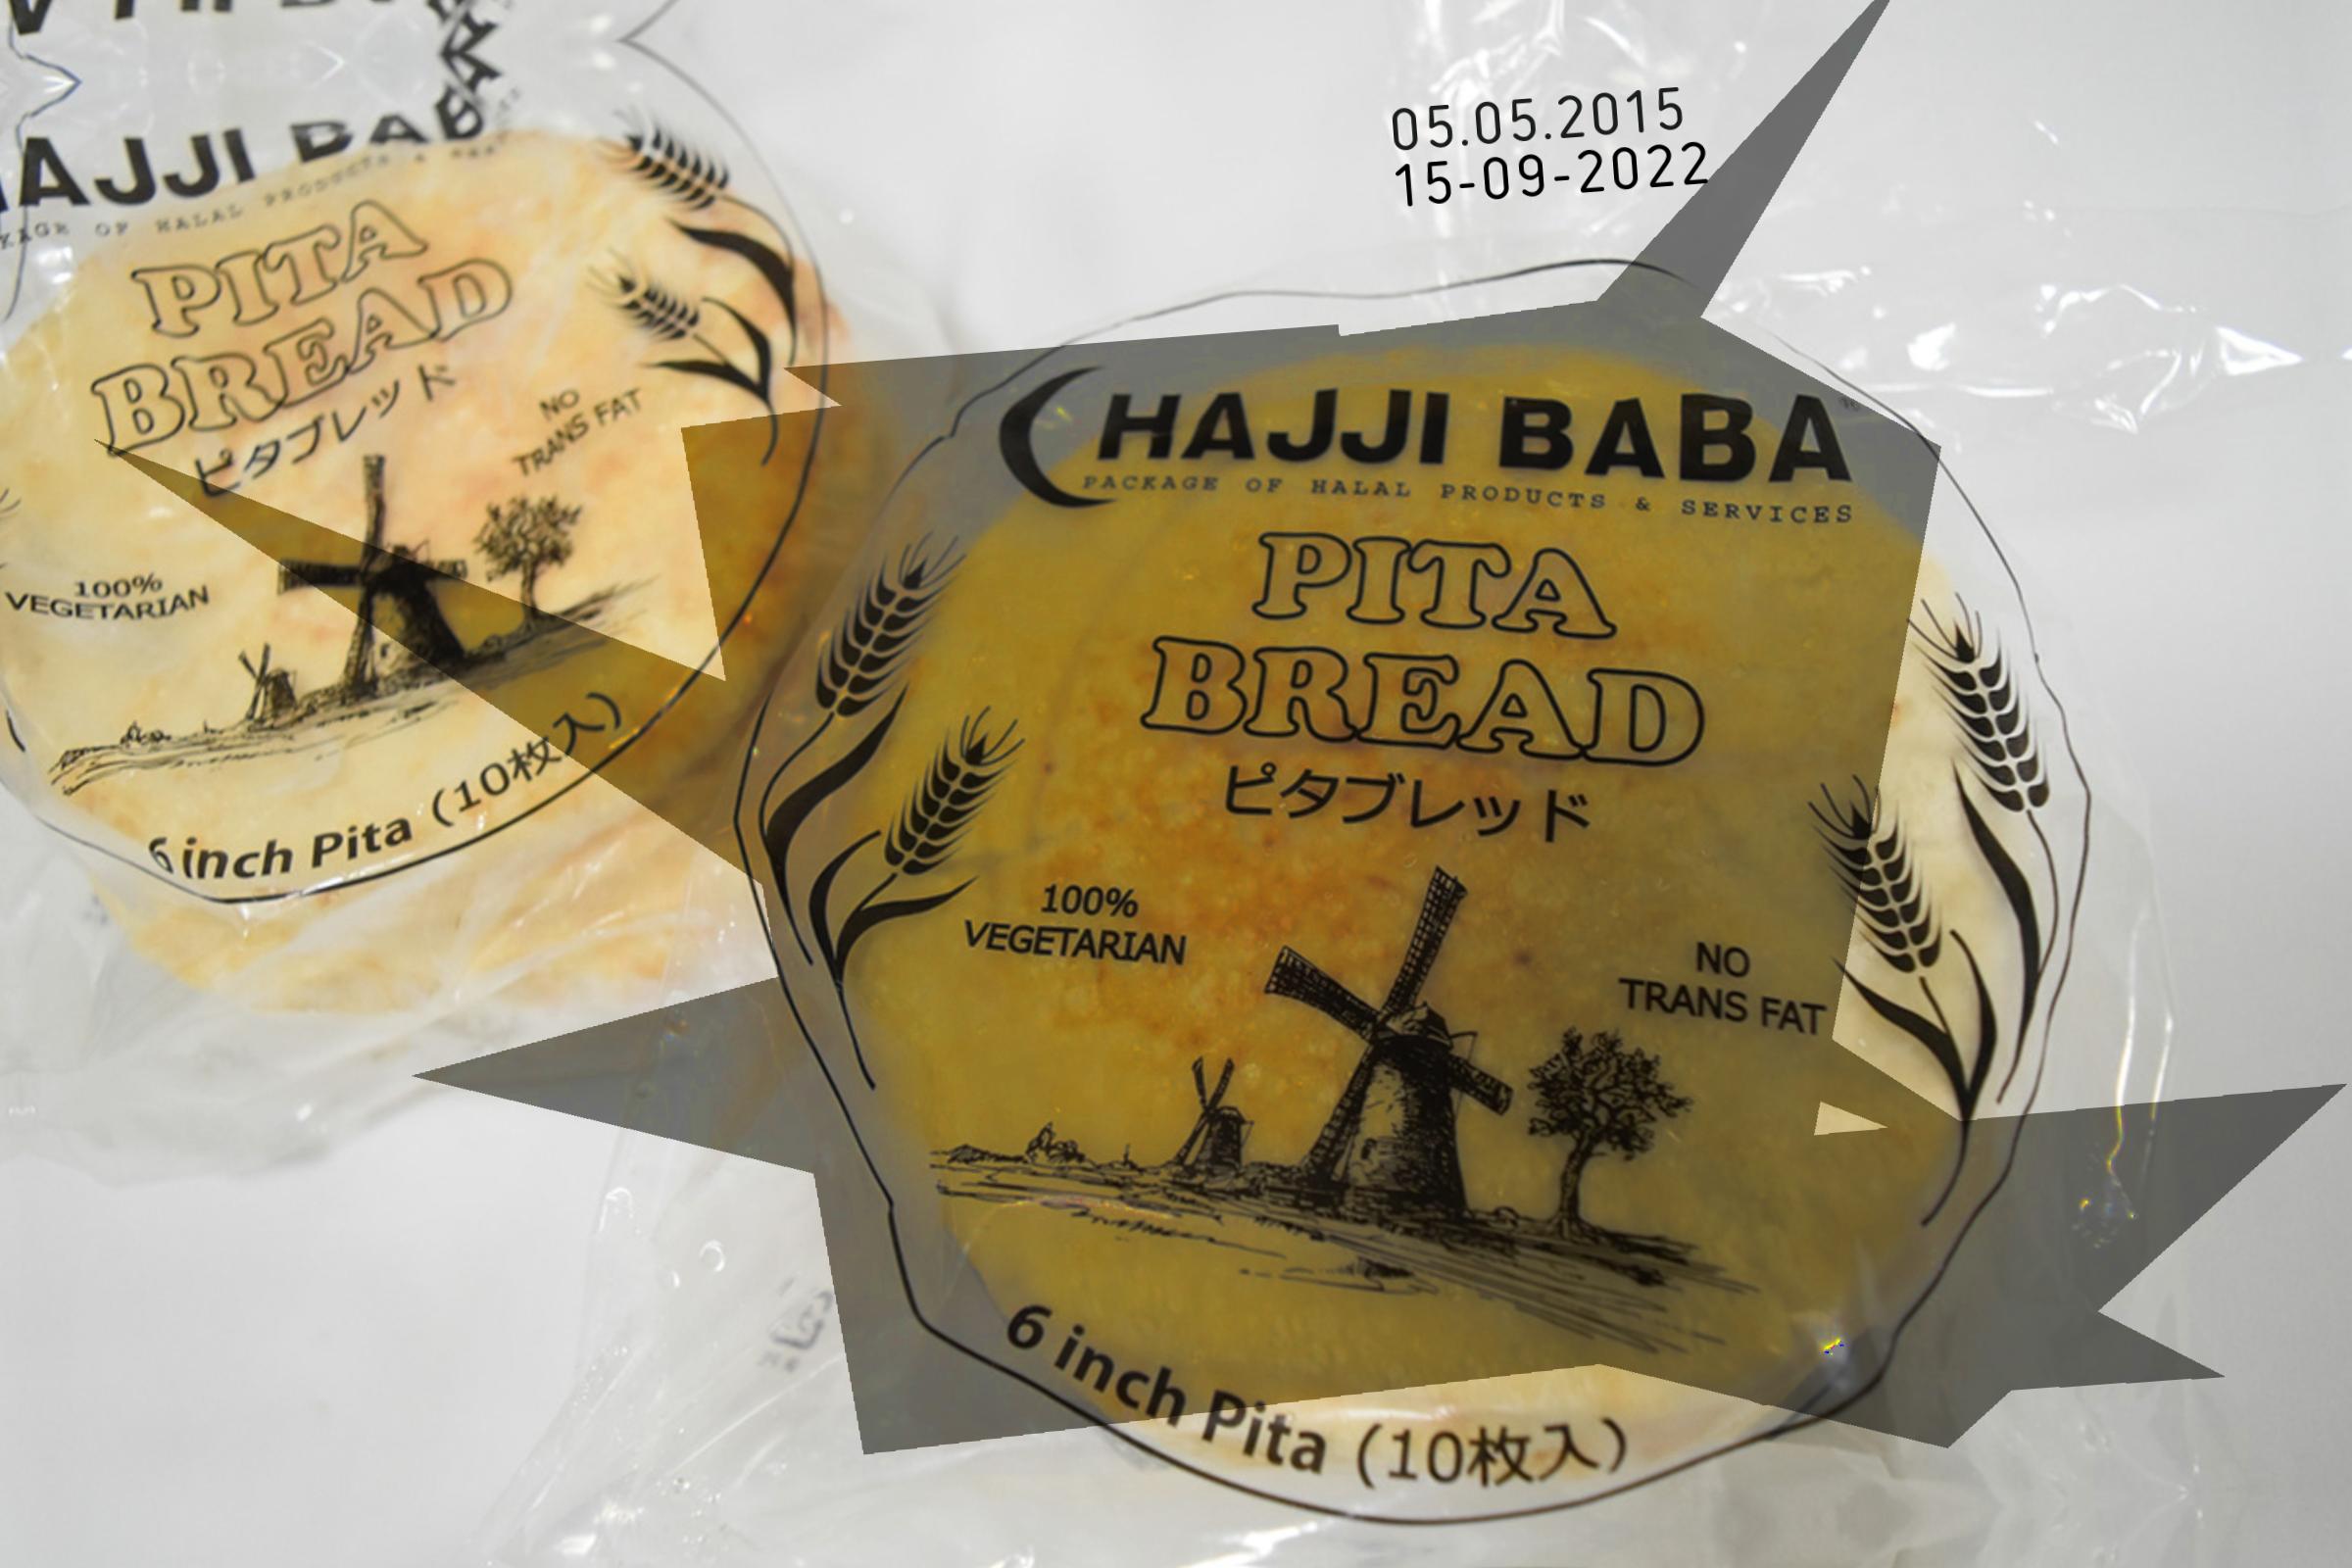 HAJJI BABA
PITA
BREAD
ピタブレッド
NO
TRANS FAT
100%
VEGETARIAN
6 inch Pita (10枚入)
05.05.2015
15-09-2022
HAJJI BABA
PACKAGE OF HALAL PRODUCTS & SERVICES
PITA
BREAD
ピタブレッド
100%
VEGETARIAN
NO
TRANS FAT
6 inch Pita (10枚入)